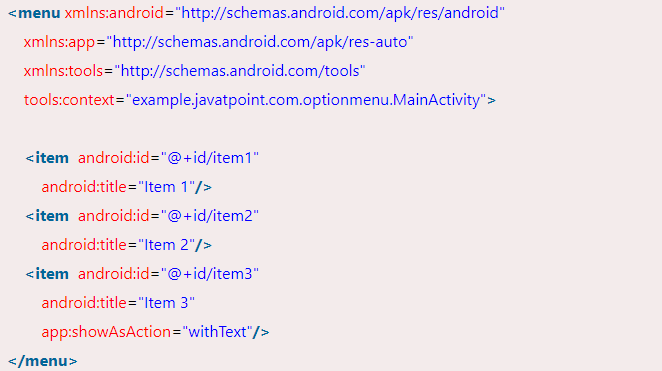 <menu xmlns:android="http://schemas.android.com/apk/res/android"
xmlns:app="http://schemas.android.com/apk/res-auto"
xmlns:tools="http://schemas.android.com/tools"
tools:context="example.javatpoint.com.optionmenu.MainActivity">
<item android:id="@+id/item1"
android:title="Item 1"/>
<item android:id="@+id/item2"
android:title="Item 2"/>
<item android:id="@+id/item3"
android:title="Item 3"
app:showAsAction="withText"/>
</menu>